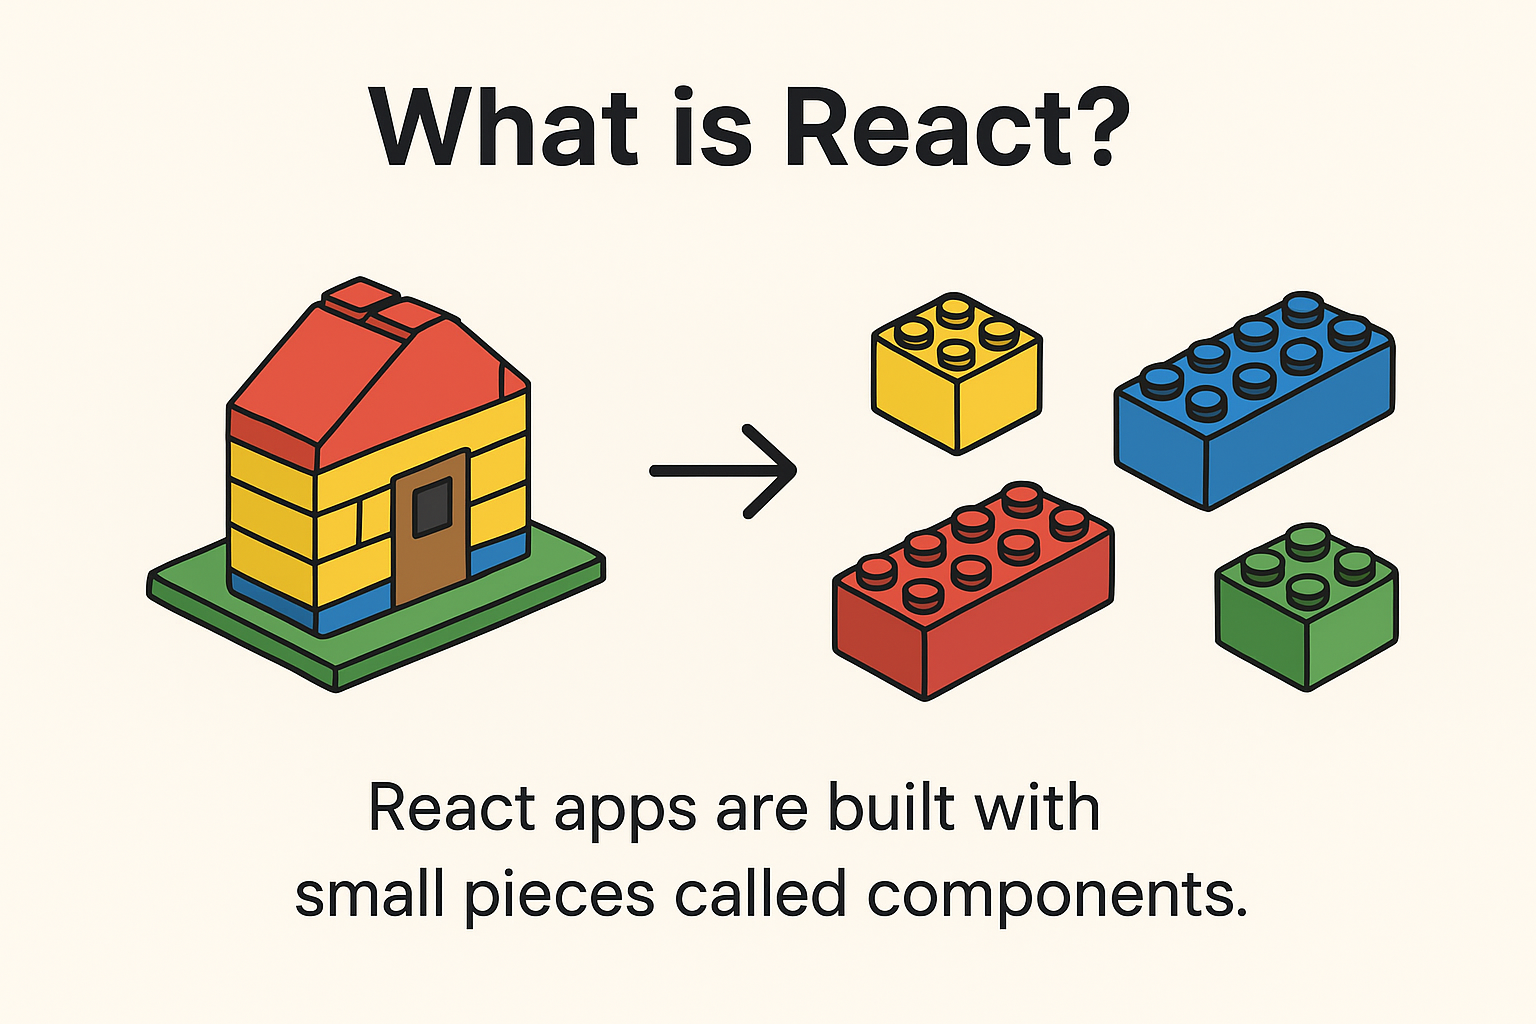 What is React?
React apps are built with
small pieces called components.